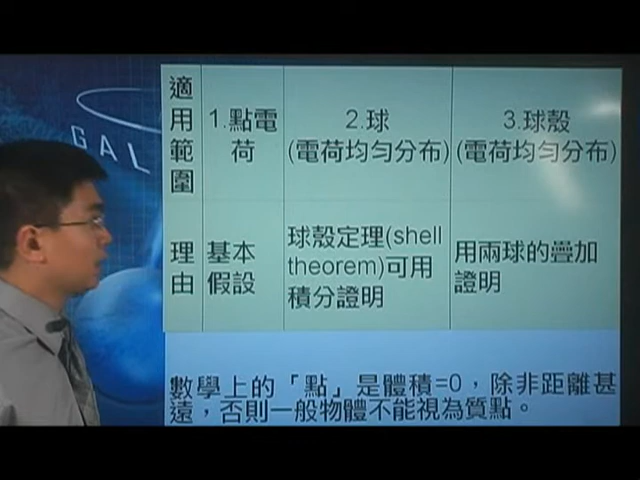 GAL
適用範圍
1.點電荷
2.球
(電荷均勻分布)
3.球殼
(電荷均勻分布)
理由
基本
假設
球殼定理(shell
theorem)可用
積分證明
用兩球的疊加
證明
數學上的「點」是體積=0，除非距離甚
遠，否則一般物體不能視為質點。